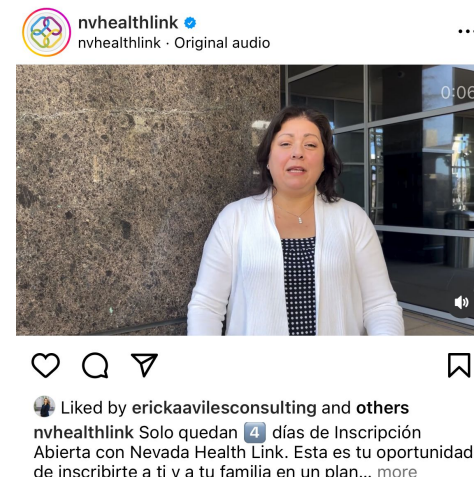 nvhealthlink
nvhealthlink · Original audio
0:06
Liked by erickaavilesconsulting and others
nvhealthlink Solo quedan 4️⃣ días de Inscripción
Abierta con Nevada Health Link. Esta es tu oportunidad
de inscribirte a ti y a tu familia en un plan... more